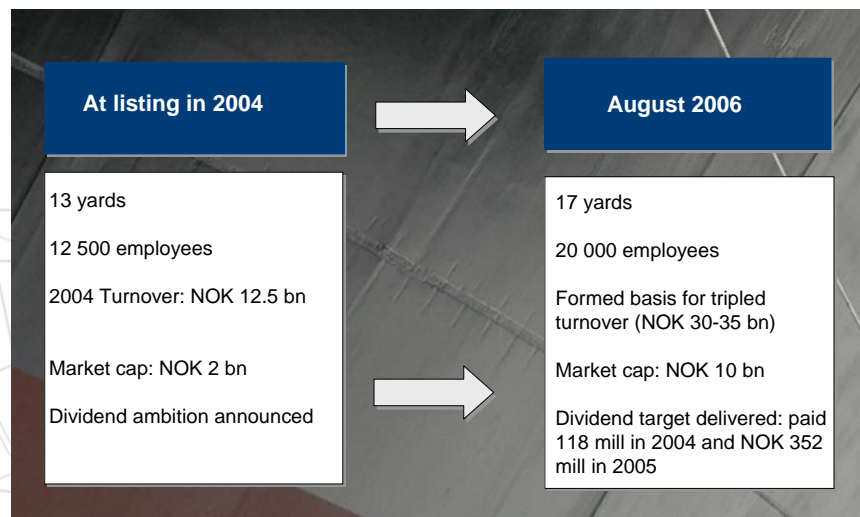 At listing in 2004
August 2006
13 yards
12 500 employees
2004 Turnover: NOK 12.5 bn
Market cap: NOK 2 bn
Dividend ambition announced
17 yards
20 000 employees
Formed basis for tripled
turnover (NOK 30-35 bn)
Market cap: NOK 10 bn
Dividend target delivered: paid
118 mill in 2004 and NOK 352
mill in 2005